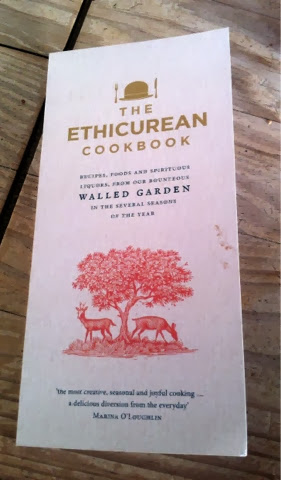 THE
ETHICUREAN
COOKBOOK
RECIPES, FOODS AND SPIRITUOUS
LIQUORS, FROM OUR BOUNTEOUS
WALLED GARDEN
IN THE SEVERAL SEASONS
OF THE YEAR
'the most creative, seasonal and joyful cooking —
a delicious diversion from the everyday'
MARINA O'LOUGHLIN